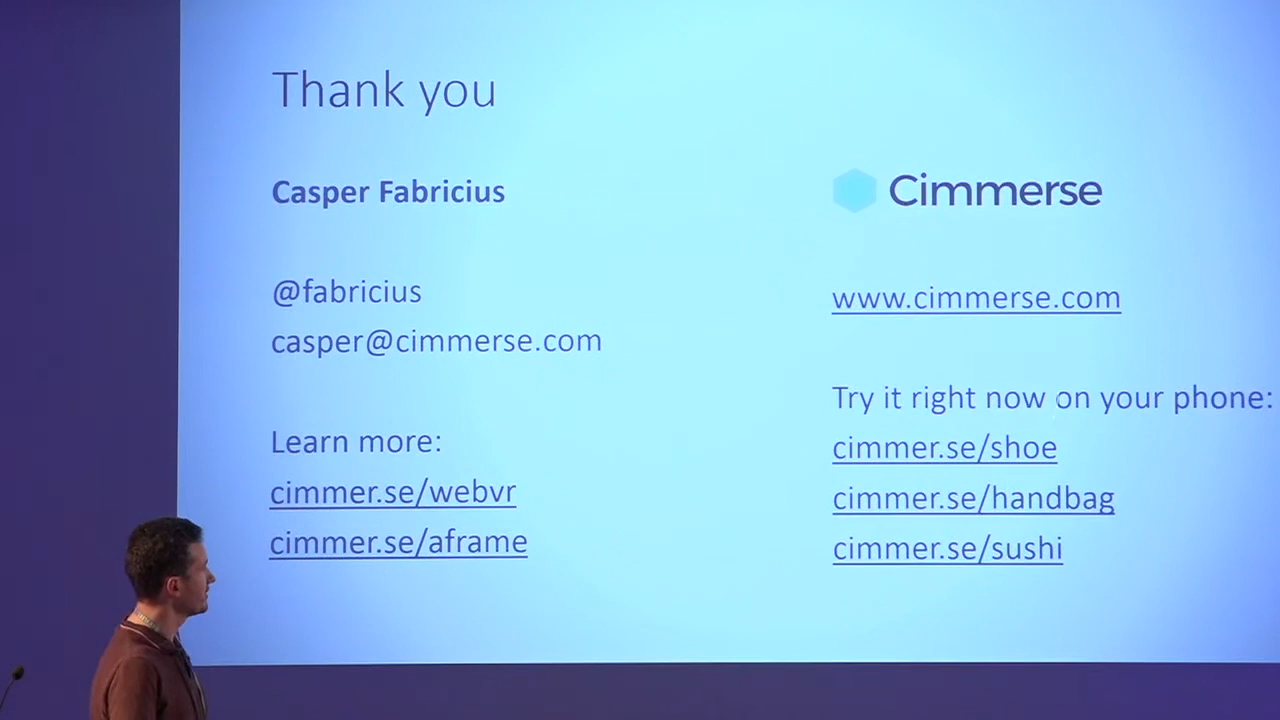 Thank you
Casper Fabricius
@fabricius
casper@cimmerse.com
Learn more:
cimmer.se/webvr
cimmer.se/aframe
Cimmerse
www.cimmerse.com
Try it right now on your phone:
cimmer.se/shoe
cimmer.se/handbag
cimmer.se/sushi